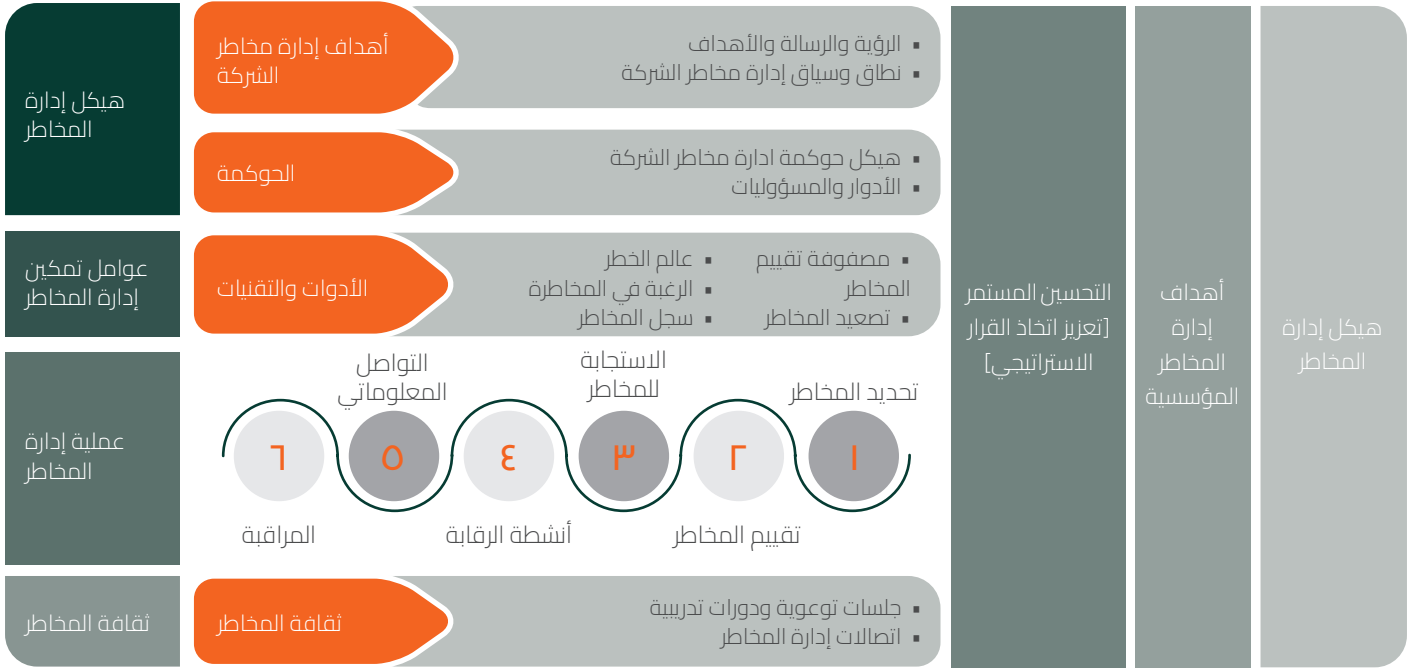 هيكل إدارة
المخاطر
أهداف
إدارة
المخاطر
المؤسسية
التحسين المستمر
[تعزيز اتخاذ القرار
الاستراتيجي]
هيكل إدارة
المخاطر
أهداف إدارة مخاطر
الشركة
▪ الرؤية والرسالة والأهداف
▪ نطاق وسياق إدارة مخاطر الشركة
الحوكمة
▪ هيكل حوكمة ادارة مخاطر الشركة
▪ الأدوار والمسؤوليات
عوامل تمكين
إدارة المخاطر
الأدوات والتقنيات
▪ مصفوفة تقييم
المخاطر
▪ تصعيد المخاطر
▪ عالم الخطر
▪ الرغبة في المخاطرة
▪ سجل المخاطر
عملية إدارة
المخاطر
تحديد المخاطر
١
٢
تقييم المخاطر
الاستجابة
للمخاطر
٣
٤
أنشطة الرقابة
التواصل
المعلوماتي
٥
٦
المراقبة
ثقافة المخاطر
ثقافة المخاطر
▪ جلسات توعوية ودورات تدريبية
▪ اتصالات إدارة المخاطر